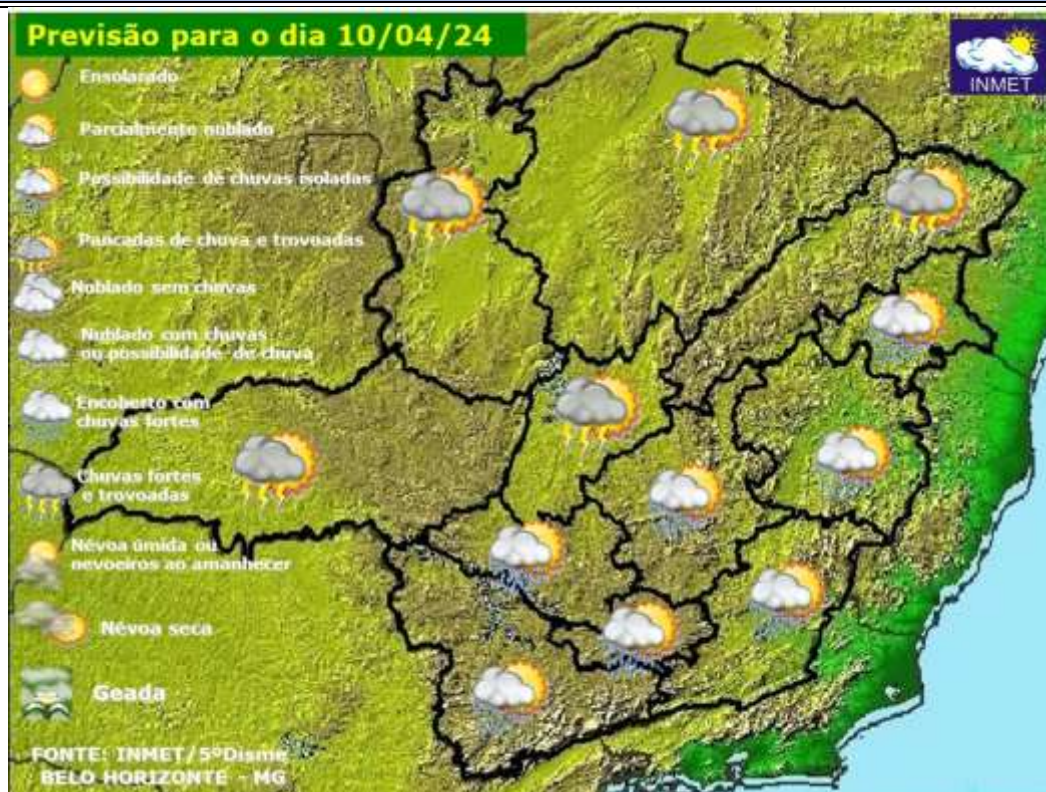 Previsão para o dia 10/04/24
INMET
Ensolarado
Parcialmente nublado
Possibilidade de chuvas isoladas
Pancadas de chuva e trovoadas
Noblado sem chuvas
Nublado com chuvas
ou possibilidade de chuva
Encoberto com
chuvas fortes
Chuvas fortes
e trovoadas
Névoa úmida ou
nevoeiros ao amanhecer
Névoa seca
Geada
FONTE: INMET/5ºDisme
BELO HORIZONTE - MG